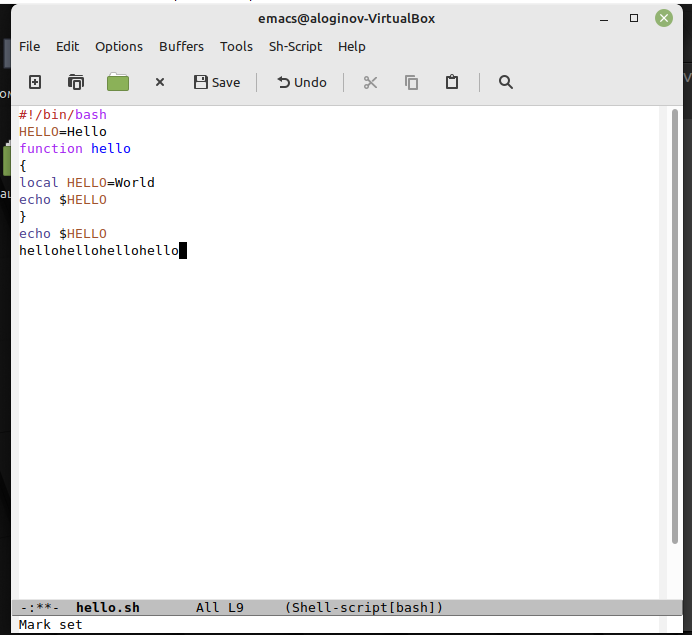 emacs@aloginov-VirtualBox
File Edit Options Buffers Tools Sh-Script Help
Save Undo
#!/bin/bash
HELLO=Hello
function hello
{
local HELLO=World
echo $HELLO
}
echo $HELLO
hellohellohellohello
-:**- hello.sh All L9 (Shell-script[bash])
Mark set